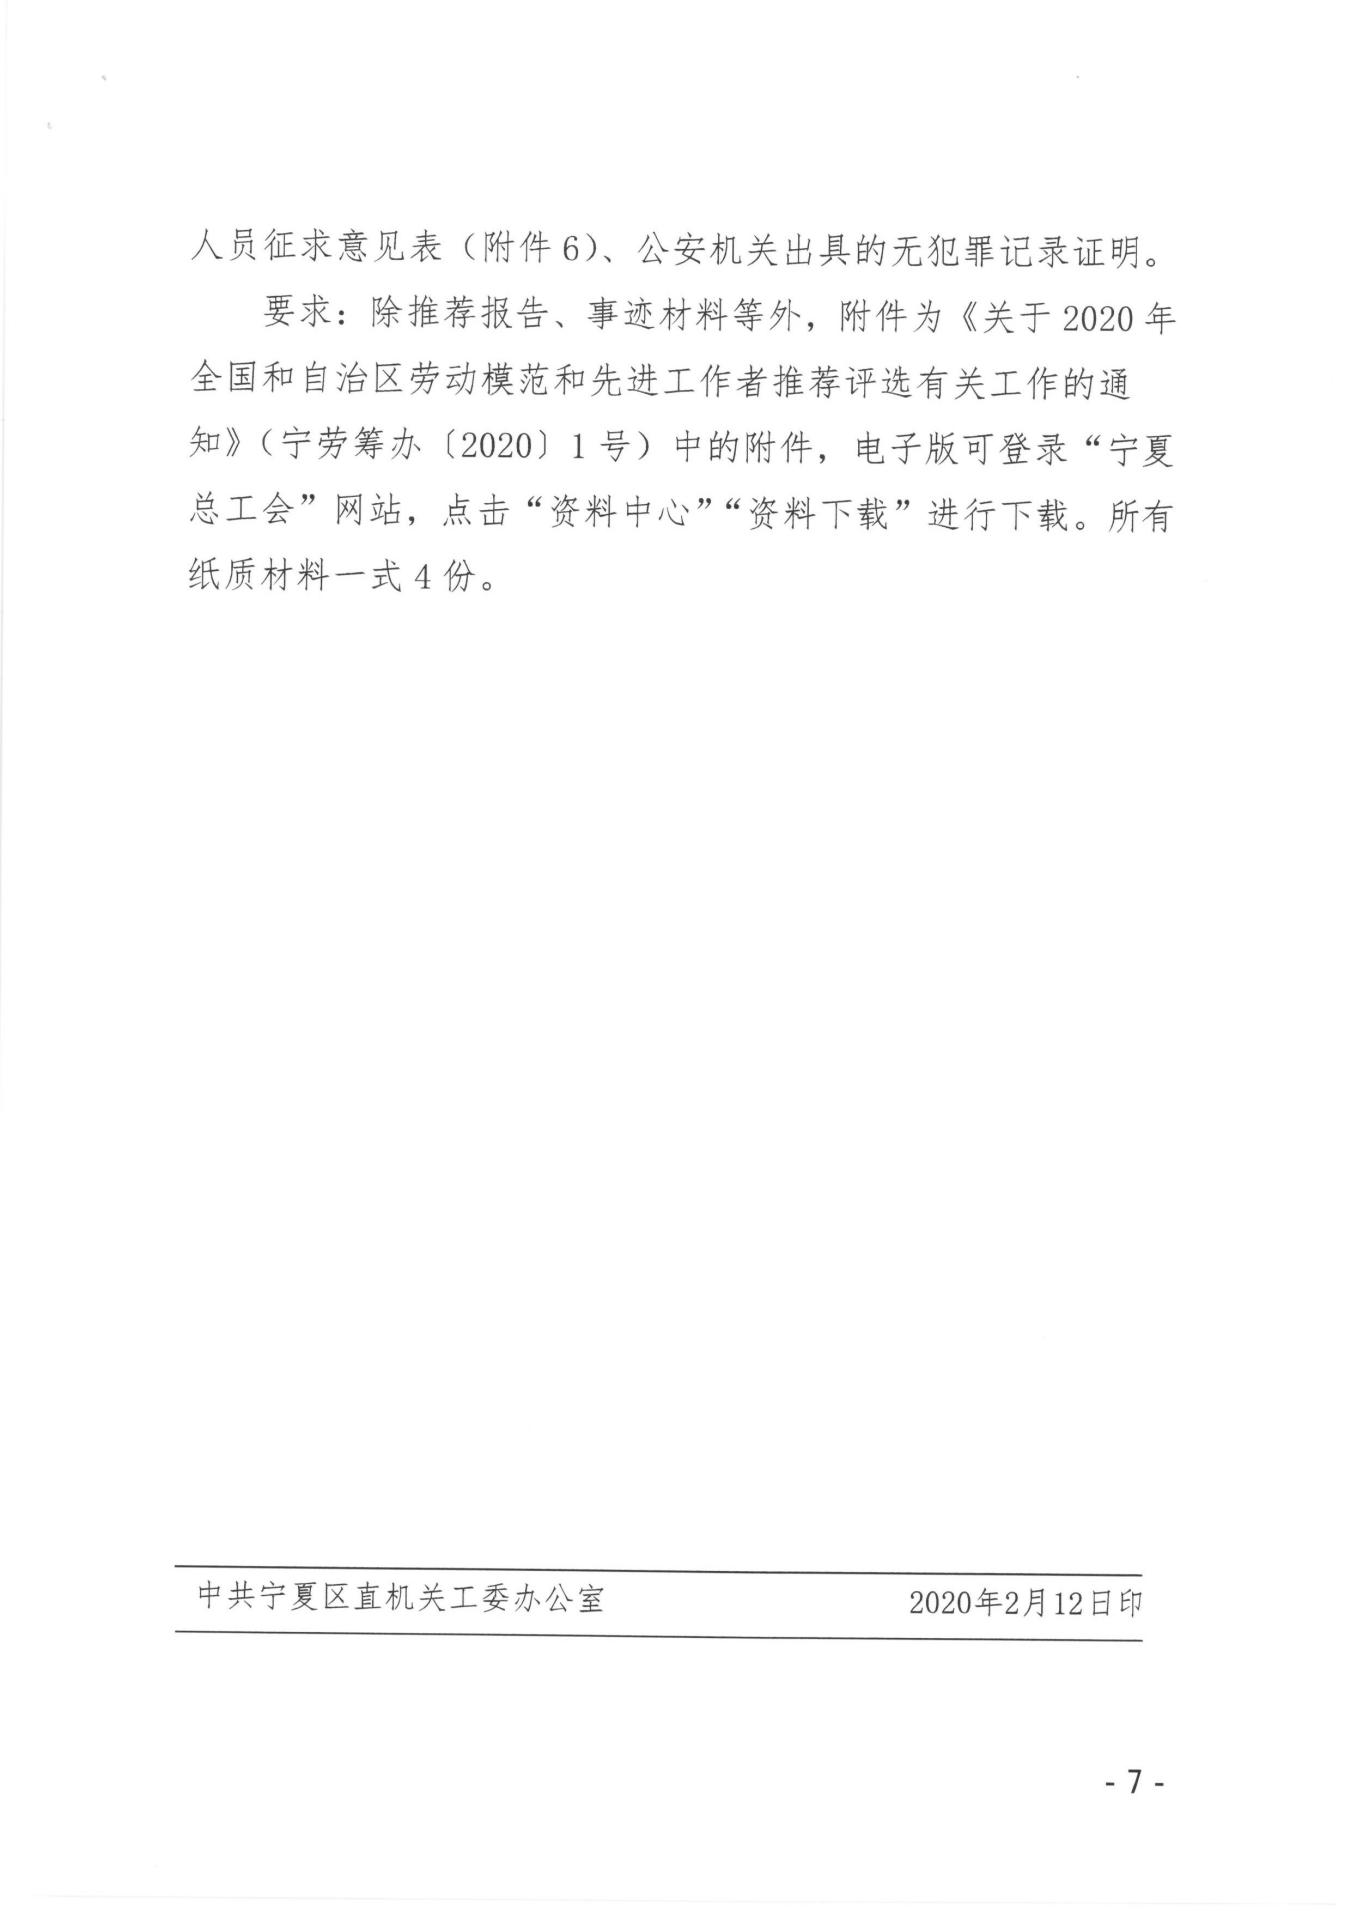 人员征求意见表（附件6）、公安机关出具的无犯罪记录证明。
要求：除推荐报告、事迹材料等外，附件为《关于2020年
全国和自治区劳动模范和先进工作者推荐评选有关工作的通
知》（宁劳筹办〔2020〕1号）中的附件，电子版可登录“宁夏
总工会”网站，点击“资料中心”“资料下载”进行下载。所有
纸质材料一式4份。
中共宁夏区直机关工委办公室 2020年2月12日印
- 7 -